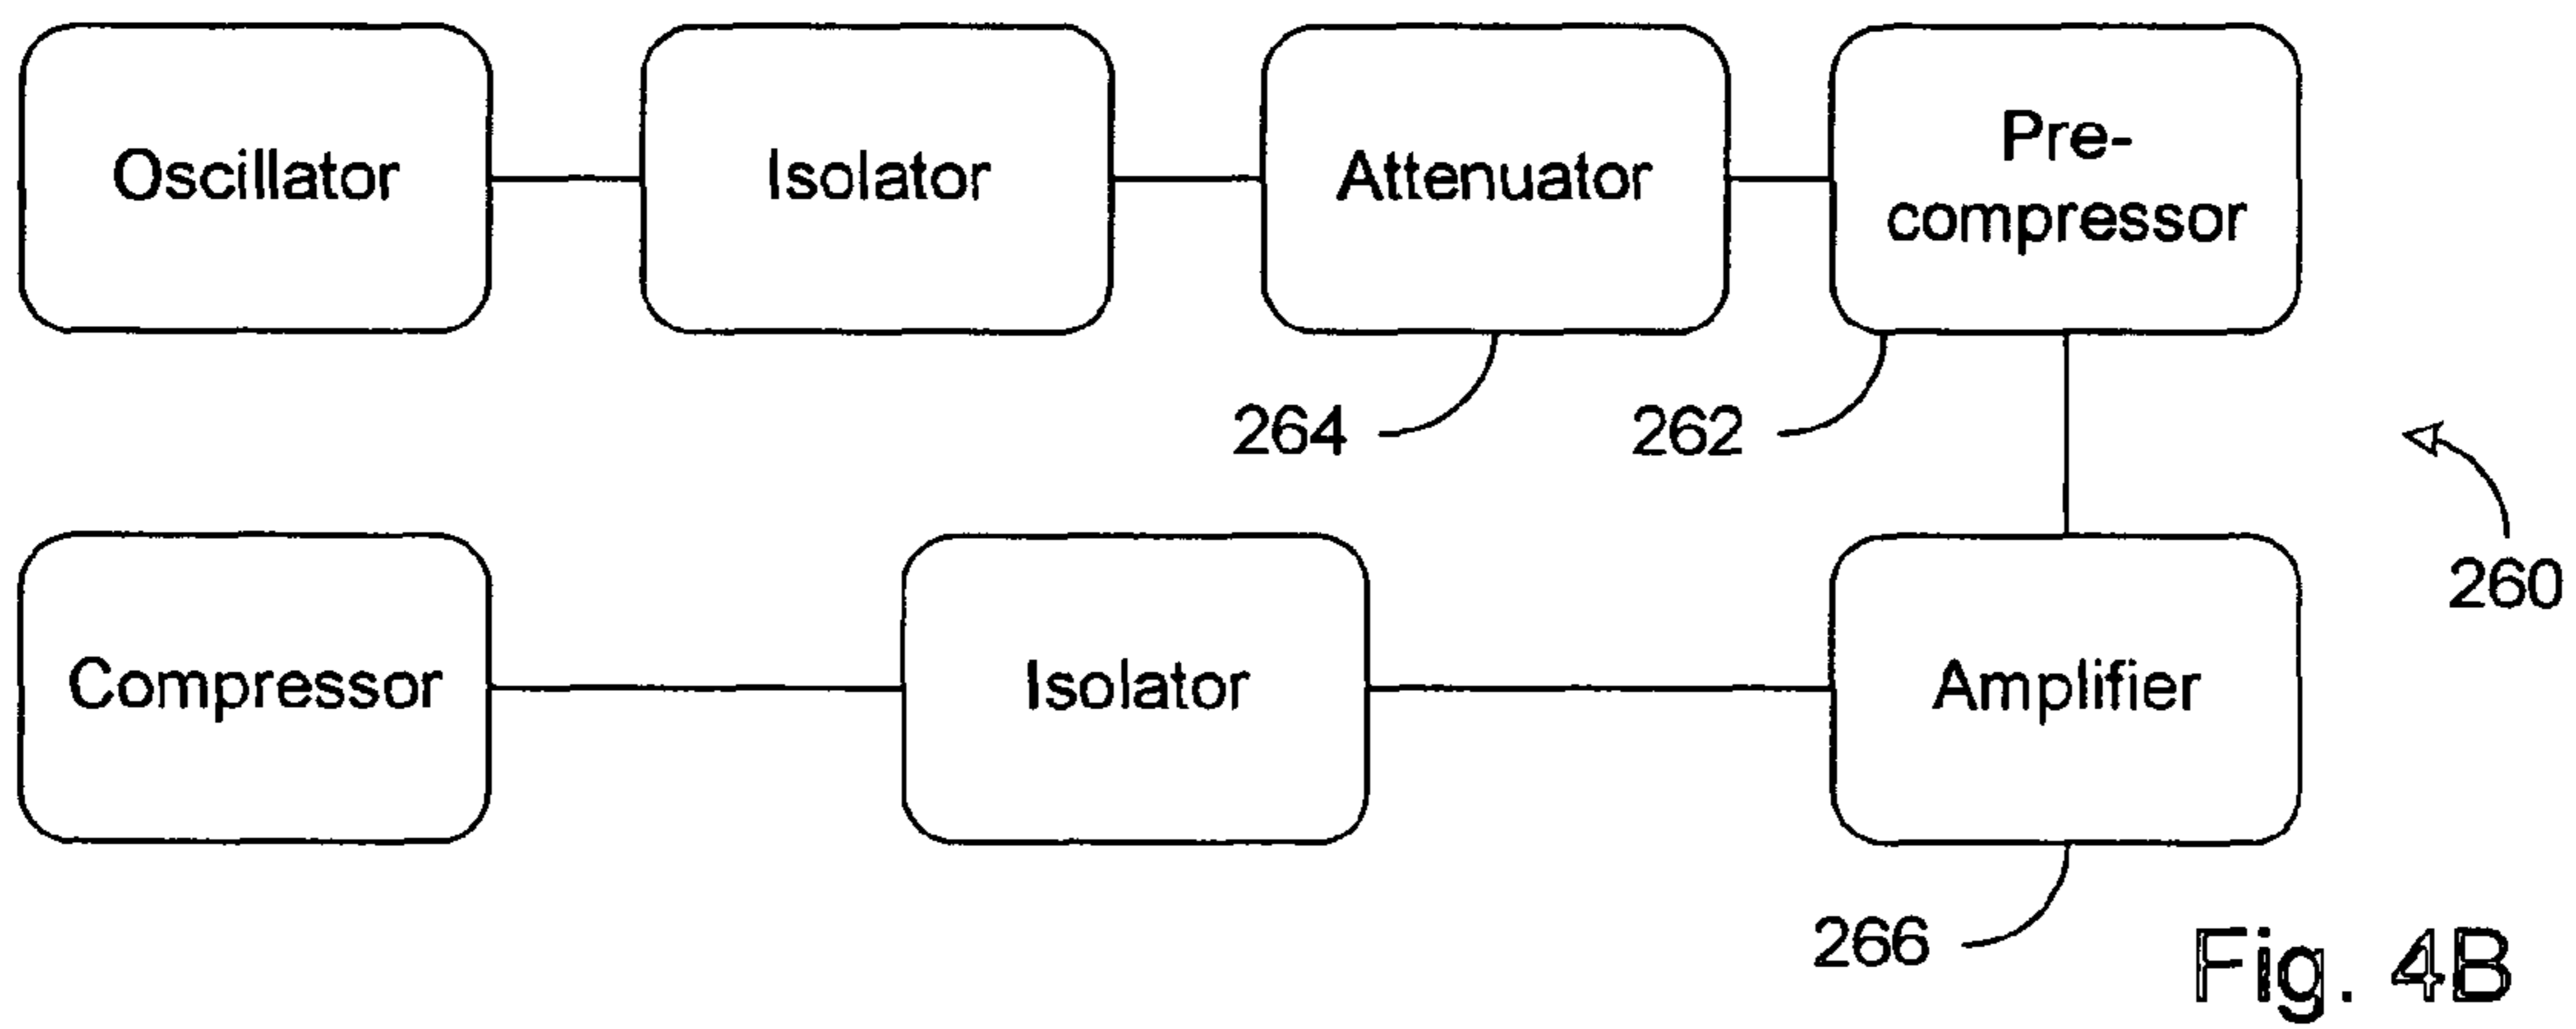 Oscillator
Isolator
Attenuator
Pre-
compressor
264
262
260
Compressor
Isolator
Amplifier
266
Fig. 4B